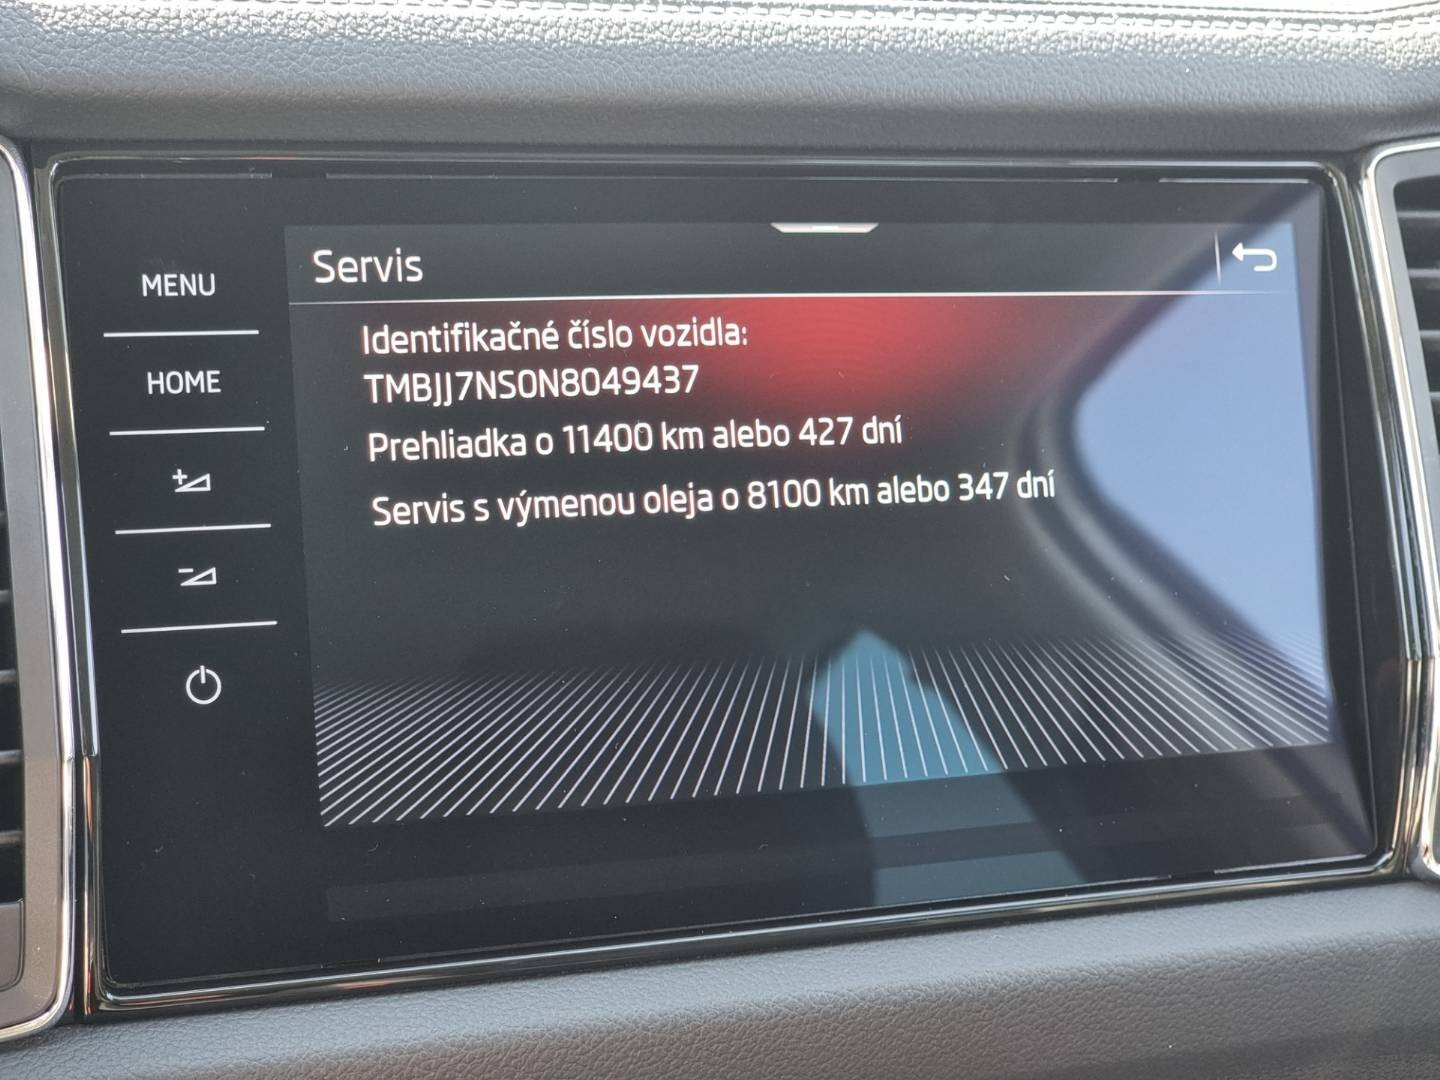 Servis
MENU
Identifikačné číslo vozidla:
TMBJJ7NS0N8049437
HOME
Prehliadka o 11400 km alebo 427 dní
Servis s výmenou oleja o 8100 km alebo 347 dní